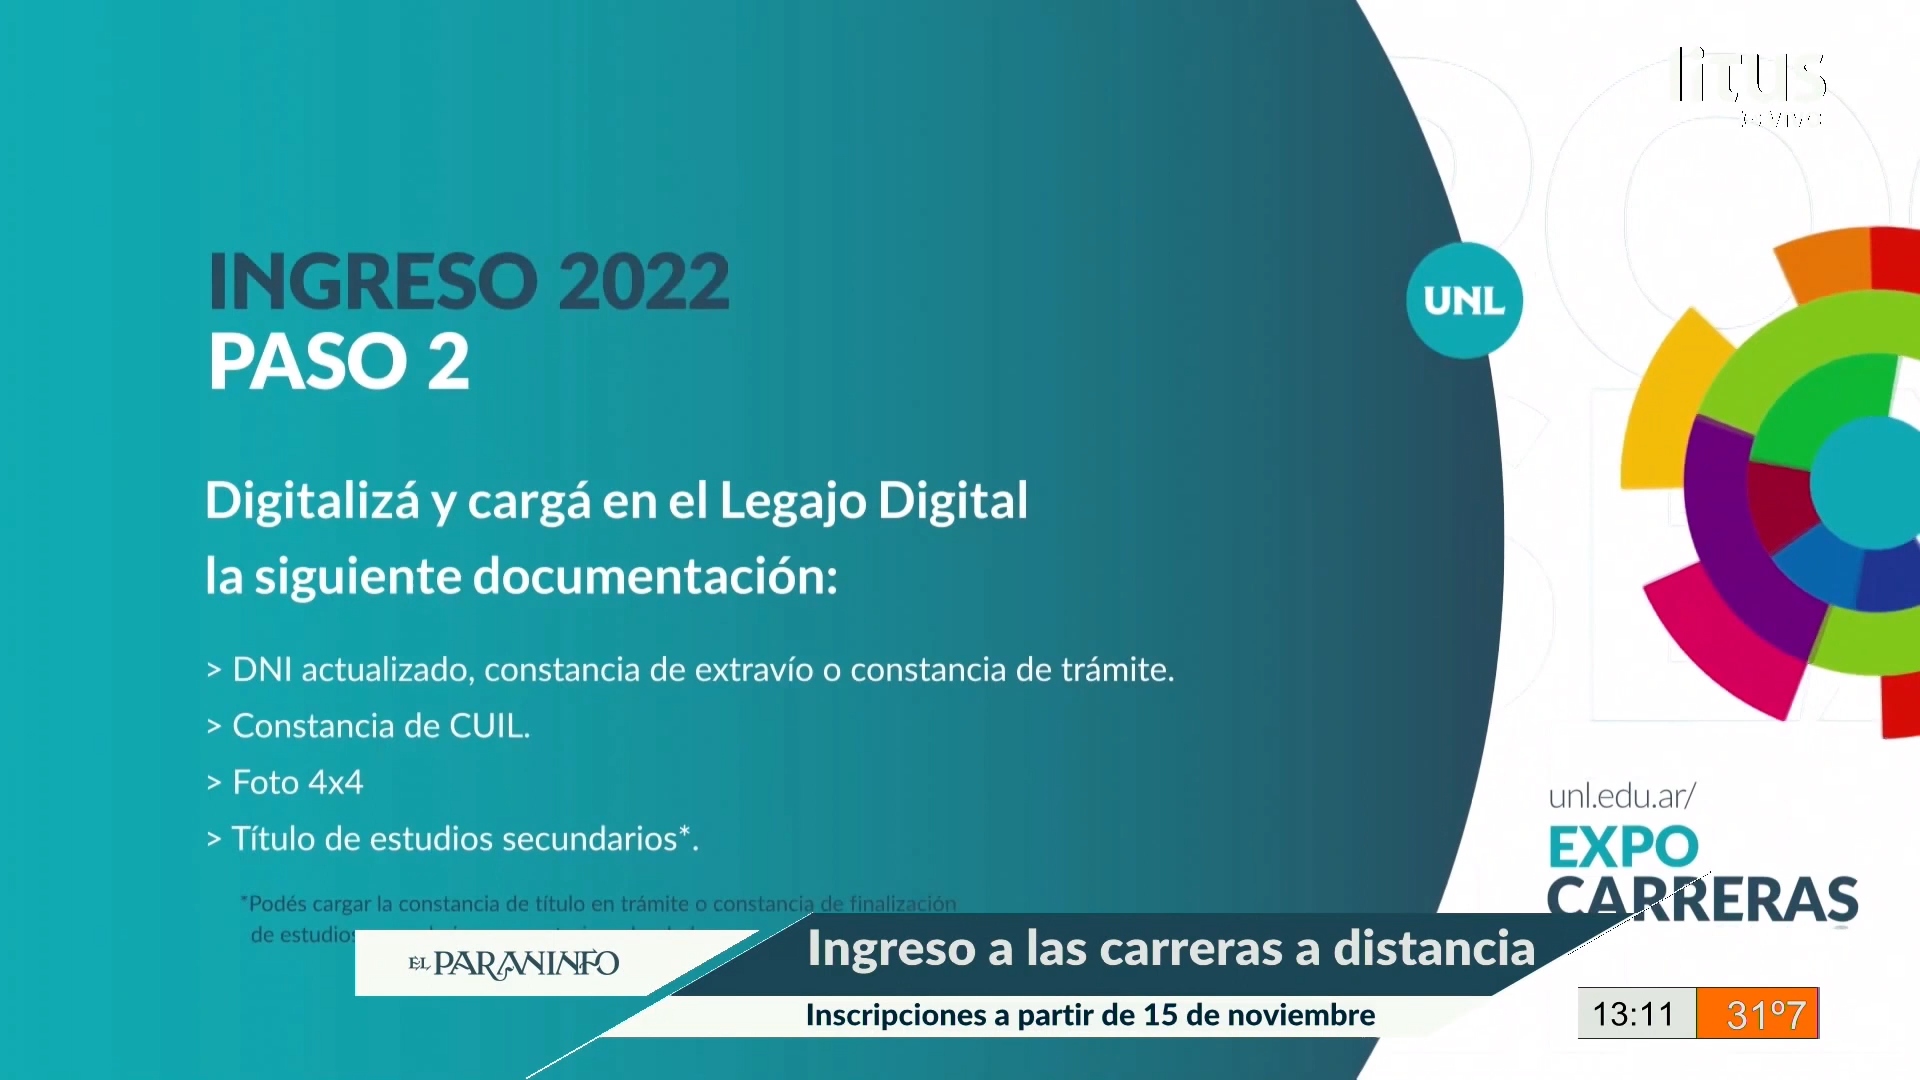 litus
INGRESO 2022
PASO 2
UNL
Digitalizá y cargá en el Legajo Digital
la siguiente documentación:
> DNI actualizado, constancia de extravío o constancia de trámite.
> Constancia de CUIL.
> Foto 4x4
> Título de estudios secundarios*.
*Podés cargar la constancia de título en trámite o constancia de finalización
de estudios
unl.edu.ar/
EXPO
CARRERAS
EL PARANINFO
Ingreso a las carreras a distancia
Inscripciones a partir de 15 de noviembre
13:11
31º7